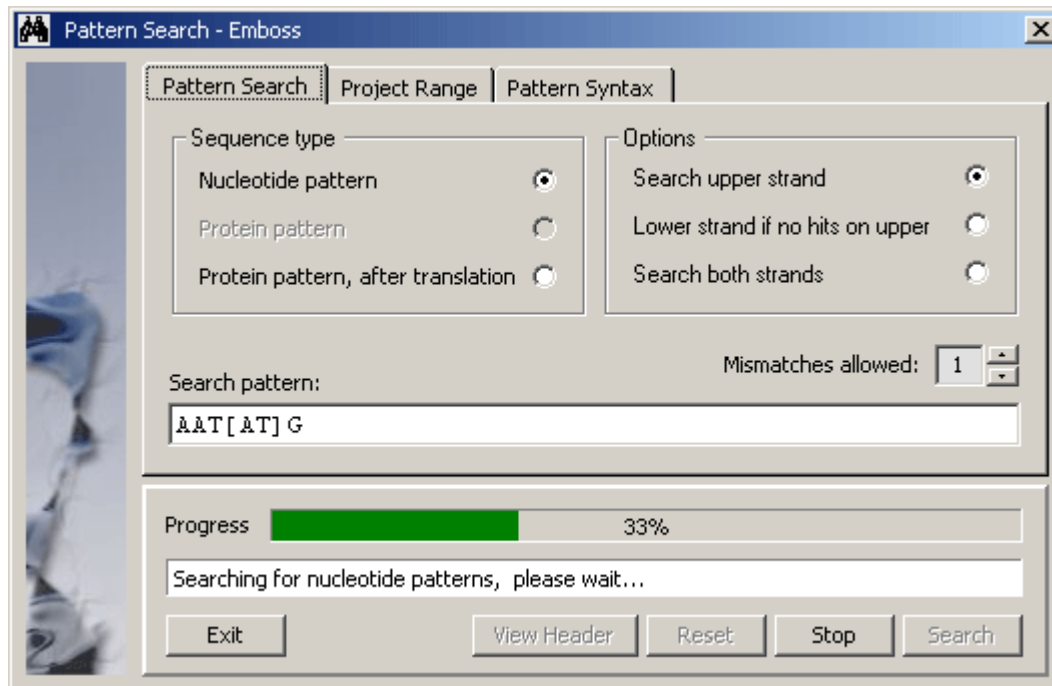 Pattern Search - Emboss
Pattern Search Project Range Pattern Syntax
Sequence type
Nucleotide pattern
Protein pattern
Protein pattern, after translation
Options
Search upper strand
Lower strand if no hits on upper
Search both strands
Mismatches allowed: 1
Search pattern:
AAT[AT]G
Progress 33%
Searching for nucleotide patterns, please wait...
Exit View Header Reset Stop Search